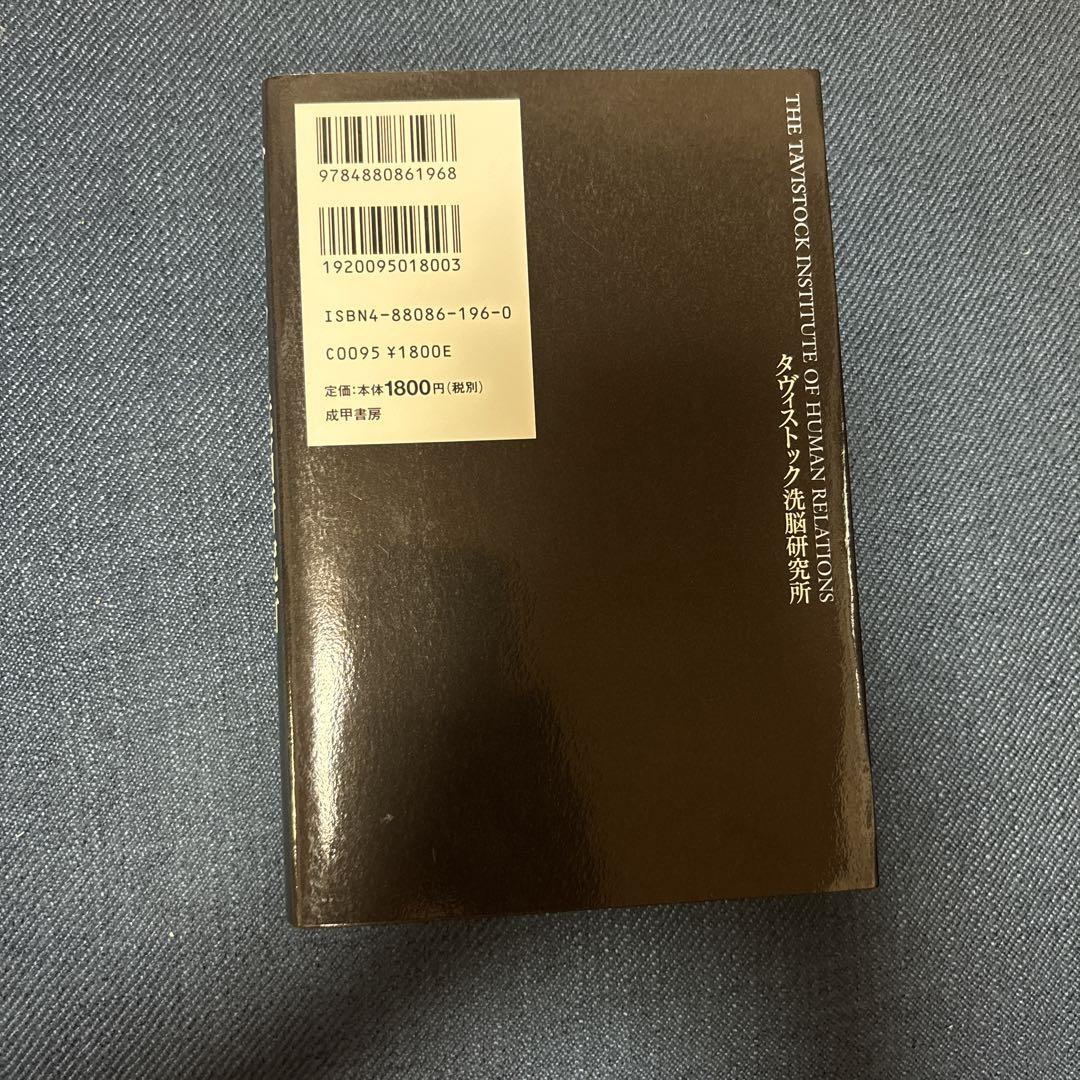 9784880861968
1920095018003
ISBN4-88086-196-0
C0095 ¥1800E
定価:本体1800円(税別)
成甲書房
THE TAVISTOCK INSTITUTE OF HUMAN RELATIONS
タヴィストック洗脳研究所